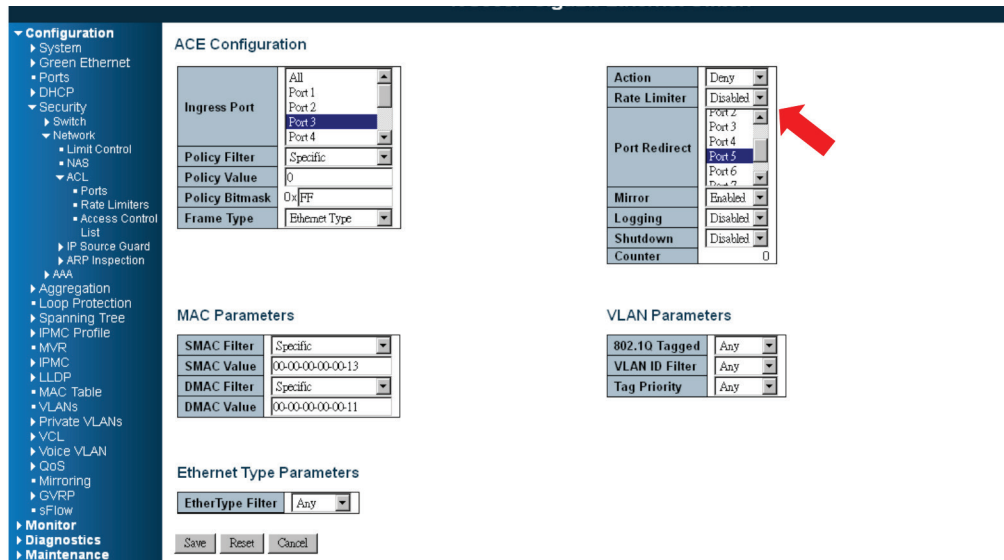 Configuration
System
Green Ethernet
Ports
DHCP
Security
Switch
Network
Limit Control
NAS
ACL
Ports
Rate Limiters
Access Control
List
IP Source Guard
ARP Inspection
AAA
Aggregation
Loop Protection
Spanning Tree
IPMC Profile
MVR
IPMC
LLDP
MAC Table
VLANs
Private VLANs
VCL
Voice VLAN
QoS
Mirroring
GVRP
sFlow
Monitor
Diagnostics
Maintenance
ACE Configuration
Ingress Port
All
Port 1
Port 2
Port 3
Port 4
Policy Filter Specific
Policy Value 0
Policy Bitmask 0x FF
Frame Type Ethernet Type
Action Deny
Rate Limiter Disabled
Port Redirect
Port 2
Port 3
Port 4
Port 5
Port 6
Port 7
Mirror Enabled
Logging Disabled
Shutdown Disabled
Counter 0
MAC Parameters
SMAC Filter Specific
SMAC Value 00-00-00-00-00-13
DMAC Filter Specific
DMAC Value 00-00-00-00-00-11
VLAN Parameters
802.1Q Tagged Any
VLAN ID Filter Any
Tag Priority Any
Ethernet Type Parameters
EtherType Filter Any
Save Reset Cancel